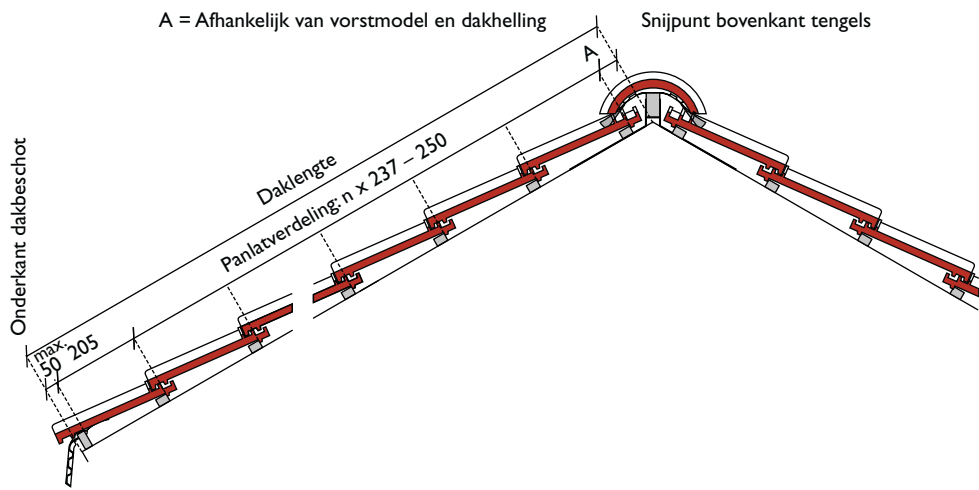 A = Afhankelijk van vorstmodel en dakhelling
Snijpunt bovenkant tengels
A
Daklengte
Panlatverdeling: n x 237 – 250
Onderkant dakbeschot
max.
50 205